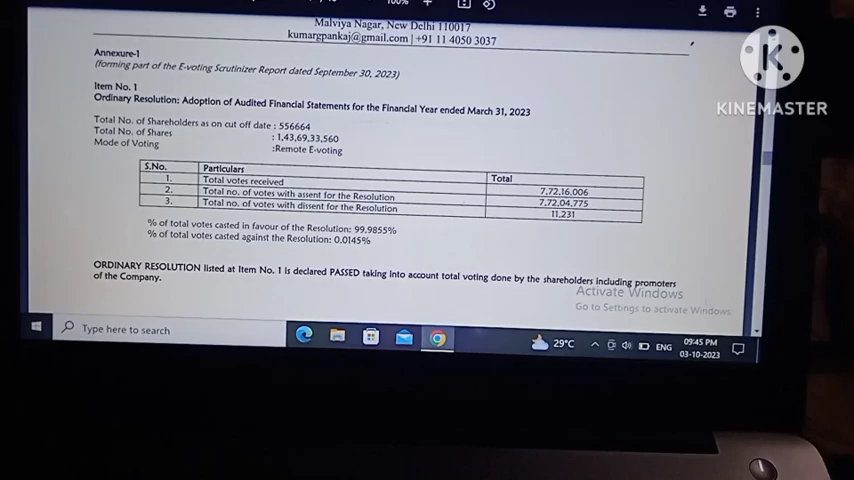 100%
Malviya Nagar, New Delhi 110017
kumargpankaj@gmail.com | +91 11 4050 3037
Annexure-1
(forming part of the E-voting Scrutinizer Report dated September 30, 2023)
Item No. 1
Ordinary Resolution: Adoption of Audited Financial Statements for the Financial Year ended March 31, 2023
Total No. of Shareholders as on cut off date : 556664
Total No. of Shares : 1,43,69,33,560
Mode of Voting :Remote E-voting
S.No. Particulars Total
1. Total votes received 7,72,16,006
2. Total no. of votes with assent for the Resolution 7,72,04,775
3. Total no. of votes with dissent for the Resolution 11,231
% of total votes casted in favour of the Resolution: 99.9855%
% of total votes casted against the Resolution: 0.0145%
ORDINARY RESOLUTION listed at Item No. 1 is declared PASSED taking into account total voting done by the shareholders including promoters
of the Company.
Activate Windows
Go to Settings to activate Windows.
Type here to search
29°C
ENG
09:45 PM
03-10-2023
K
KINEMASTER